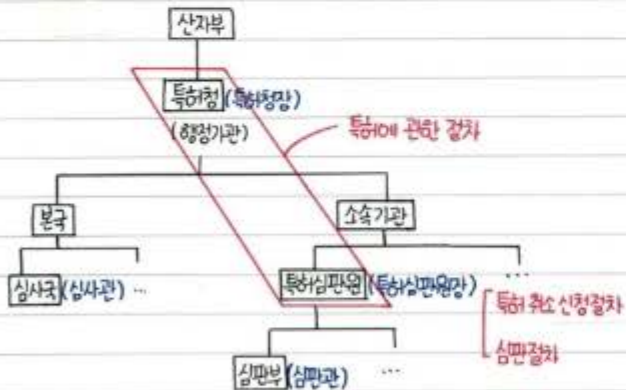 산자부
특허청 (특허청장)
(행정기관)
특허에 관한 절차
본국
소속기관
심사국 (심사관) ...
특허심판원 (특허심판원장)
...
특허 취소 신청절차
심판절차
심판부 (심판관)
...